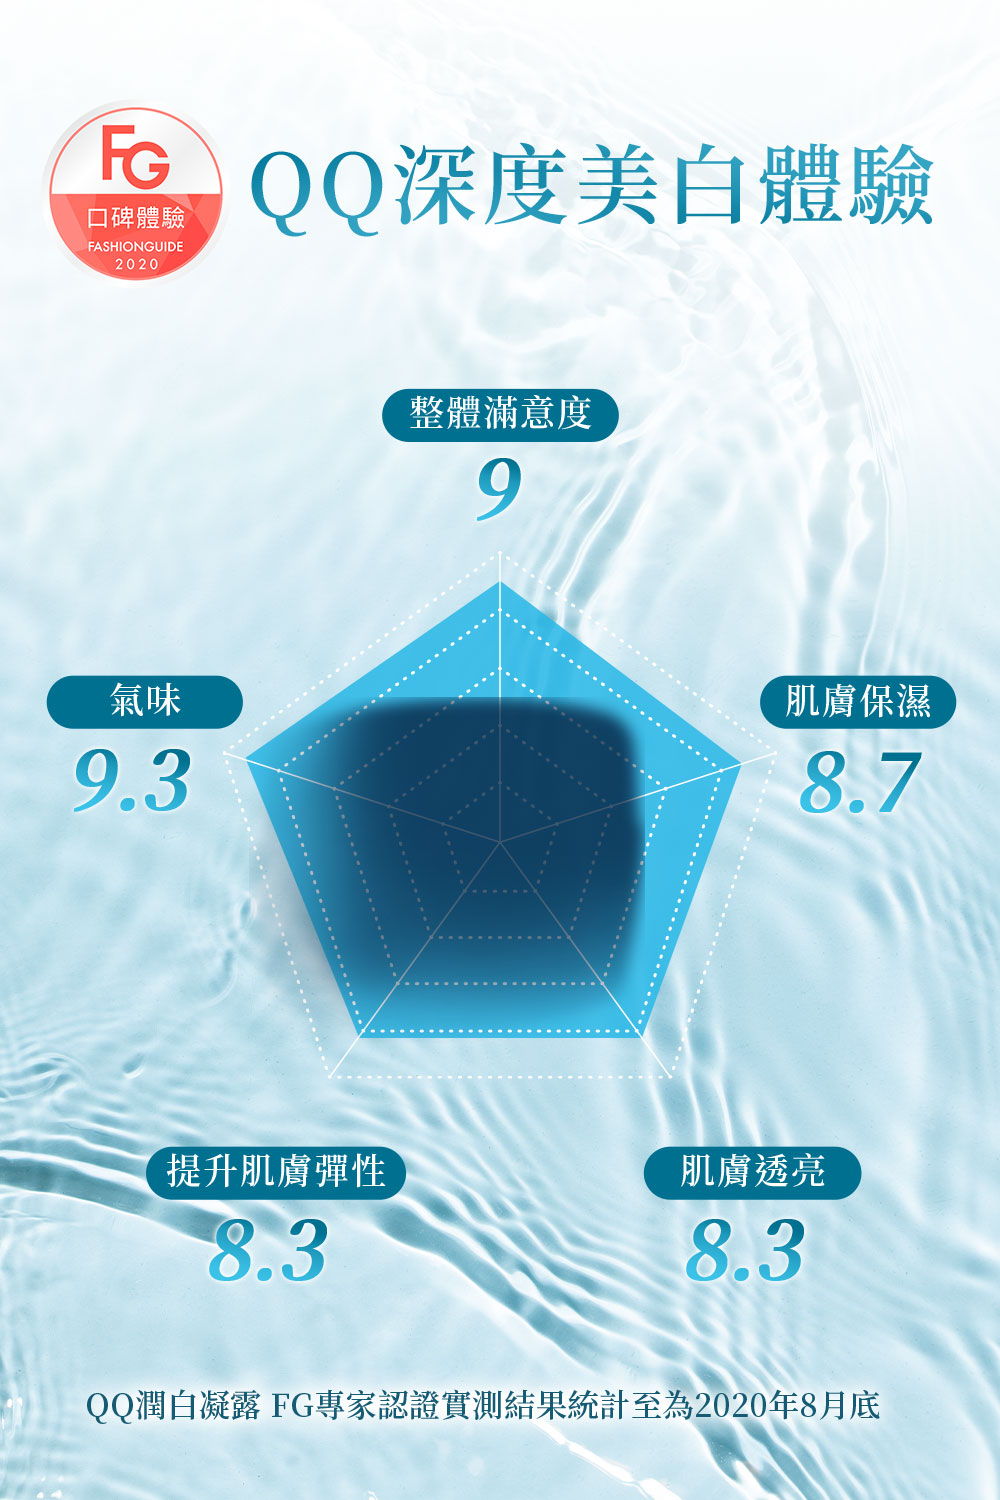 FG
口碑體驗
FASHIONGUIDE
2020
QQ深度美白體驗
整體滿意度
9
氣味
9.3
肌膚保濕
8.7
提升肌膚彈性
8.3
肌膚透亮
8.3
QQ潤白凝露 FG專家認證實測結果統計至為2020年8月底